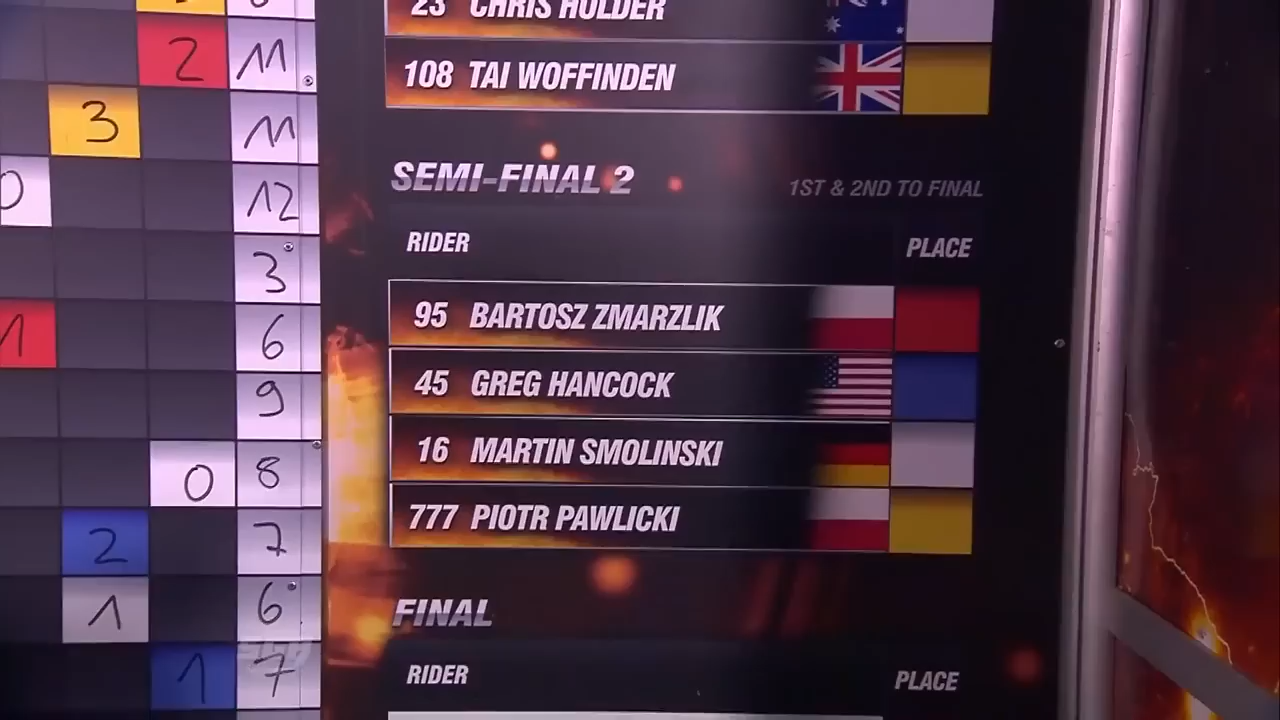 23 CHRIS HOLDER
2 11
108 TAI WOFFINDEN
3 11
SEMI-FINAL 2 1ST & 2ND TO FINAL
0 12
RIDER PLACE
3
95 BARTOSZ ZMARZLIK
1 6
45 GREG HANCOCK
9
16 MARTIN SMOLINSKI
0 8
777 PIOTR PAWLICKI
2 7
FINAL
1 6
RIDER PLACE
1 7